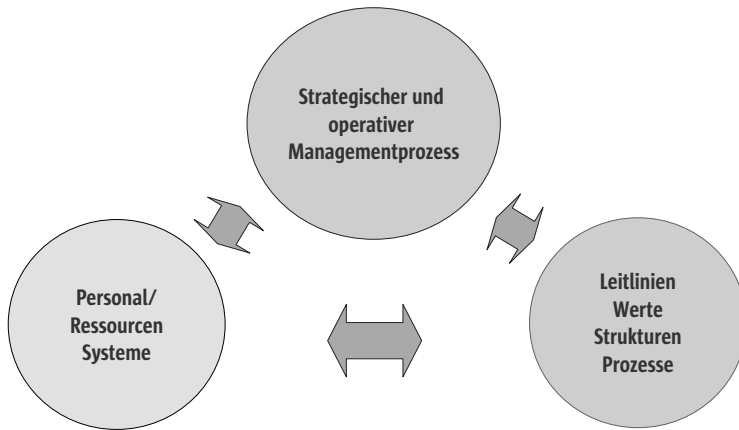 Strategischer und
operativer
Managementprozess
Personal/
Ressourcen
Systeme
Leitlinien
Werte
Strukturen
Prozesse